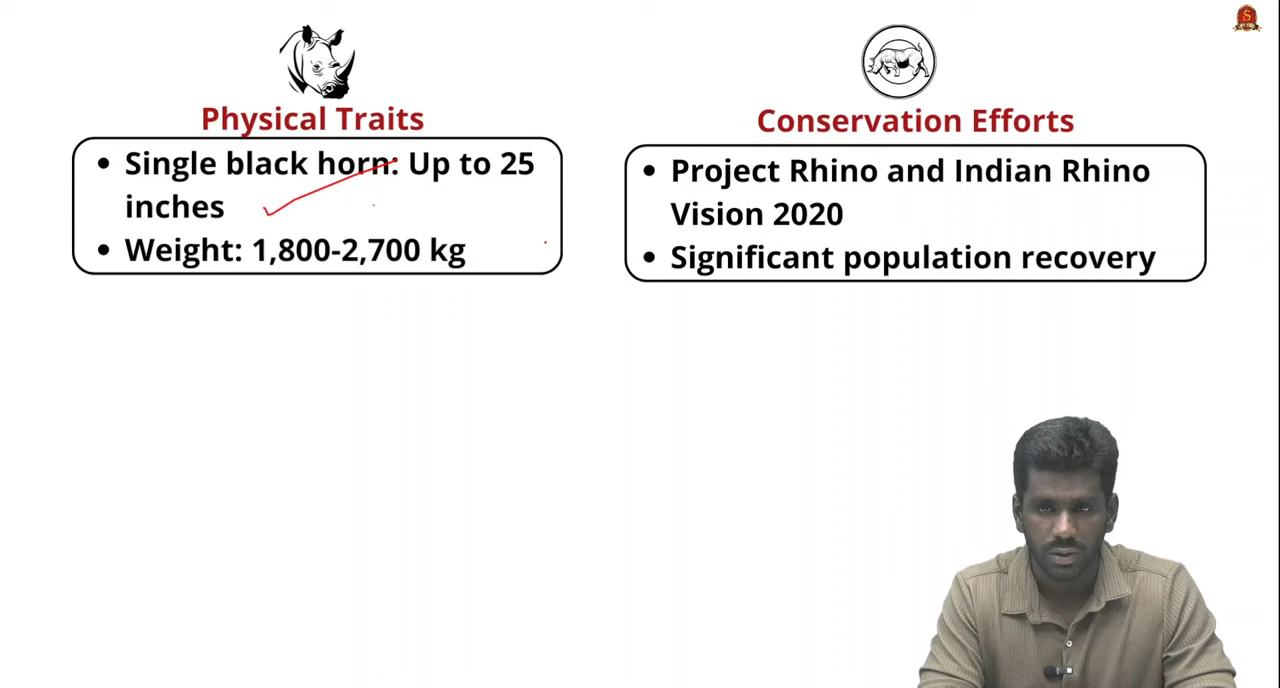 Physical Traits
• Single black horn: Up to 25
inches
• Weight: 1,800-2,700 kg
Conservation Efforts
• Project Rhino and Indian Rhino
Vision 2020
• Significant population recovery